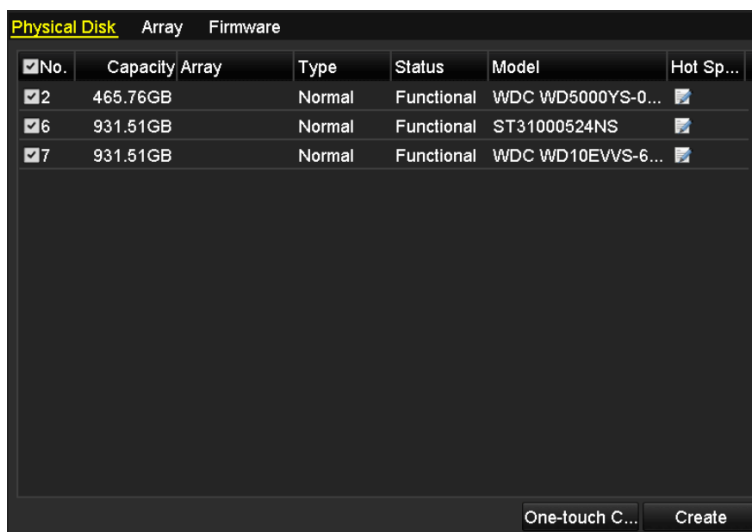 Physical Disk Array Firmware
No. Capacity Array Type Status Model Hot Sp...
2 465.76GB Normal Functional WDC WD5000YS-0...
6 931.51GB Normal Functional ST31000524NS
7 931.51GB Normal Functional WDC WD10EVVS-6...
One-touch C... Create